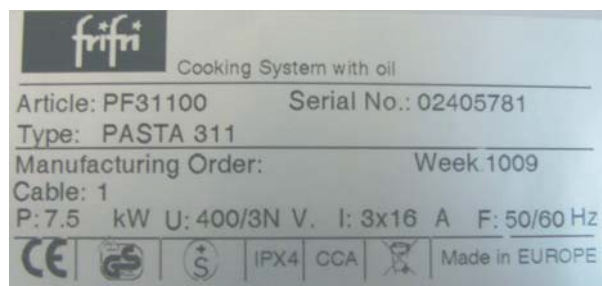 frifri
Cooking System with oil
Article: PF31100 Serial No.: 02405781
Type: PASTA 311
Manufacturing Order: Week 1009
Cable: 1
P: 7.5 kW U: 400/3N V. I: 3x16 A F: 50/60 Hz
CE GS +S IPX4 CCA Made in EUROPE